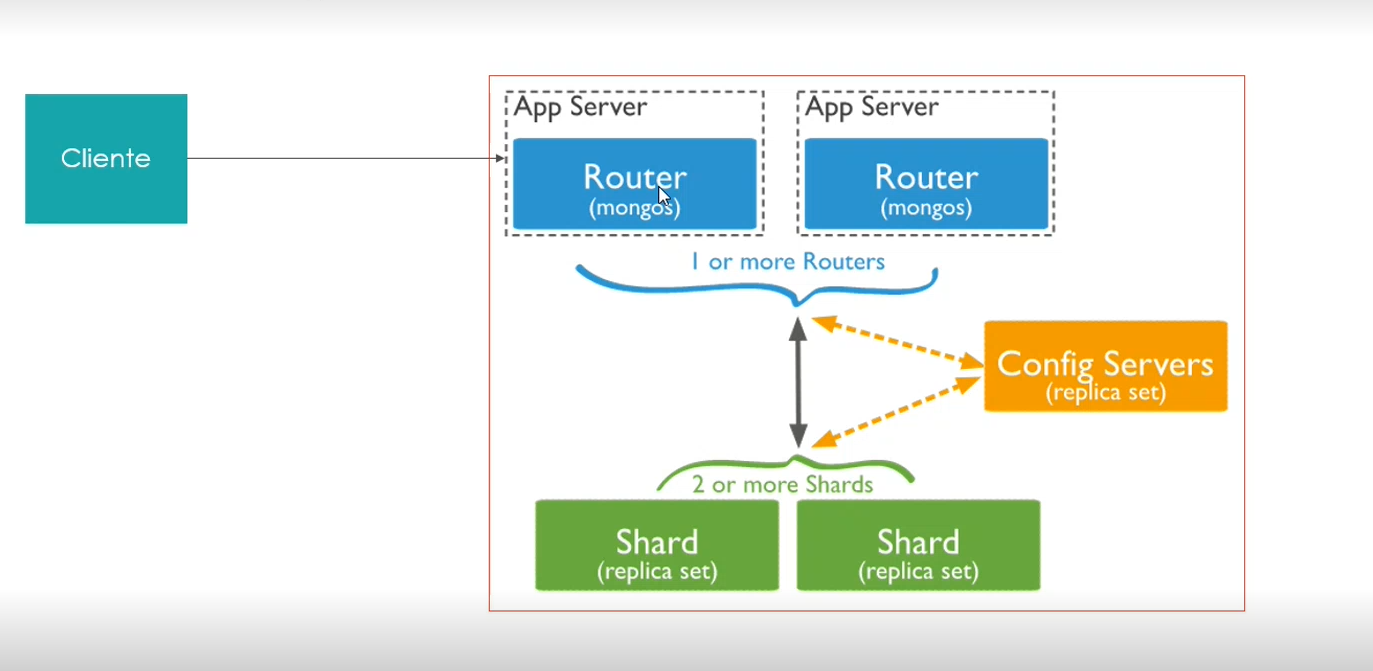 Cliente
App Server
Router
(mongos)
App Server
Router
(mongos)
1 or more Routers
Config Servers
(replica set)
2 or more Shards
Shard
(replica set)
Shard
(replica set)